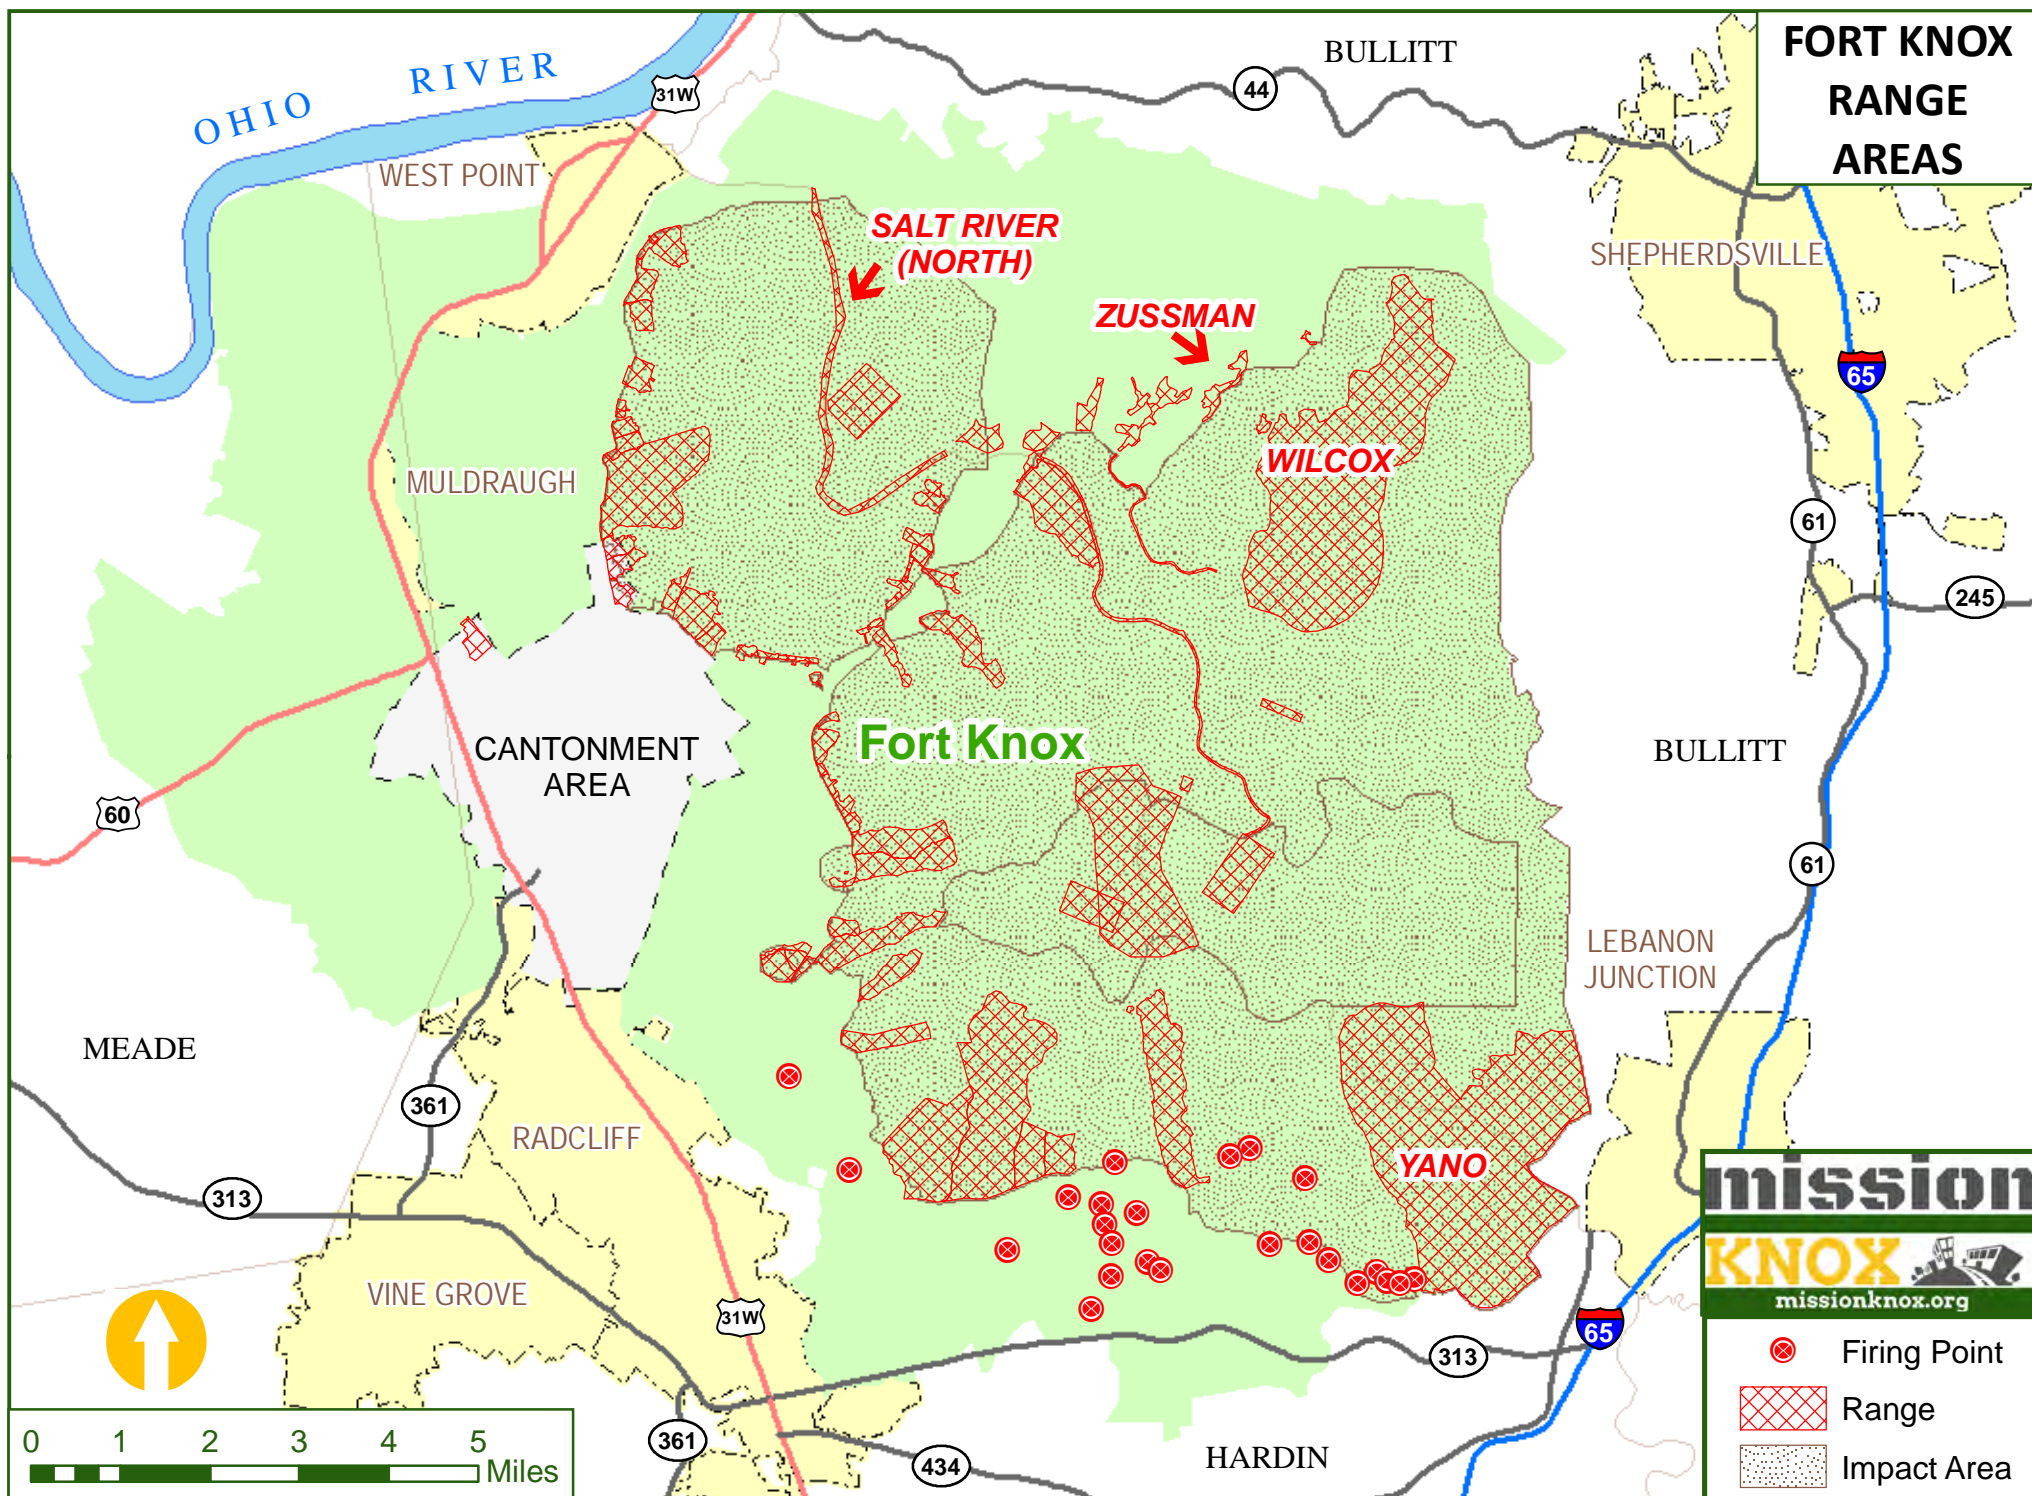 FORT KNOX
RANGE
AREAS
BULLITT
OHIO RIVER
31W
44
WEST POINT
SALT RIVER
(NORTH)
SHEPHERDSVILLE
ZUSSMAN
65
MULDRAUGH
WILCOX
61
245
Fort Knox
CANTONMENT
AREA
BULLITT
60
61
LEBANON
JUNCTION
MEADE
361
RADCLIFF
YANO
313
VINE GROVE
31W
65
313
mission
KNOX
missionknox.org
Firing Point
Range
Impact Area
0 1 2 3 4 5
Miles
361
434
HARDIN